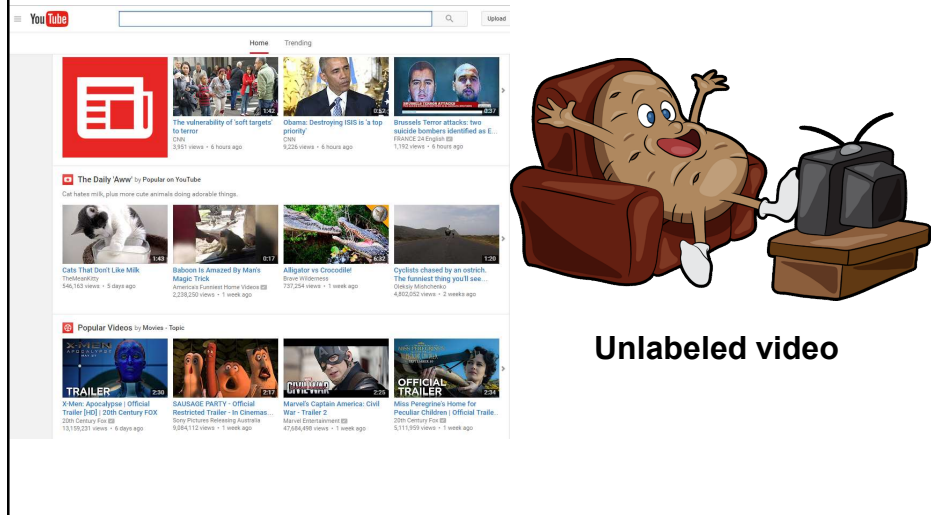 YouTube
Upload
Home Trending
1:42
0:52
BRUSSELS TERROR ATTACKS
0:37
The vulnerability of 'soft targets'
to terror
CNN
3,951 views • 6 hours ago
Obama: Destroying ISIS is 'a top
priority'
CNN
9,226 views • 6 hours ago
Brussels Terror attacks: two
suicide bombers identified as E...
FRANCE 24 English
1,192 views • 6 hours ago
The Daily 'Aww' by Popular on YouTube
Cat hates milk, plus more cute animals doing adorable things.
1:43
0:17
6:32
1:20
Cats That Don't Like Milk
TheMeanKitty
546,163 views • 5 days ago
Baboon Is Amazed By Man's
Magic Trick
America's Funniest Home Videos
2,238,250 views • 1 week ago
Alligator vs Crocodile!
Brave Wilderness
737,254 views • 1 week ago
Cyclists chased by an ostrich.
The funniest thing you'll see...
Oleksiy Mishchenko
4,802,052 views • 2 weeks ago
Popular Videos by Movies - Topic
X-MEN
APOCALYPSE
TRAILER
2:30
2:17
CIVIL WAR
2:25
OFFICIAL
TRAILER
2:34
X-Men: Apocalypse | Official
Trailer [HD] | 20th Century FOX
20th Century Fox
13,159,231 views • 6 days ago
SAUSAGE PARTY - Official
Restricted Trailer - In Cinemas...
Sony Pictures Releasing Australia
9,084,112 views • 1 week ago
Marvel's Captain America: Civil
War - Trailer 2
Marvel Entertainment
47,684,498 views • 1 week ago
Miss Peregrine's Home for
Peculiar Children | Official Traile...
20th Century Fox
5,111,959 views • 1 week ago
Unlabeled video